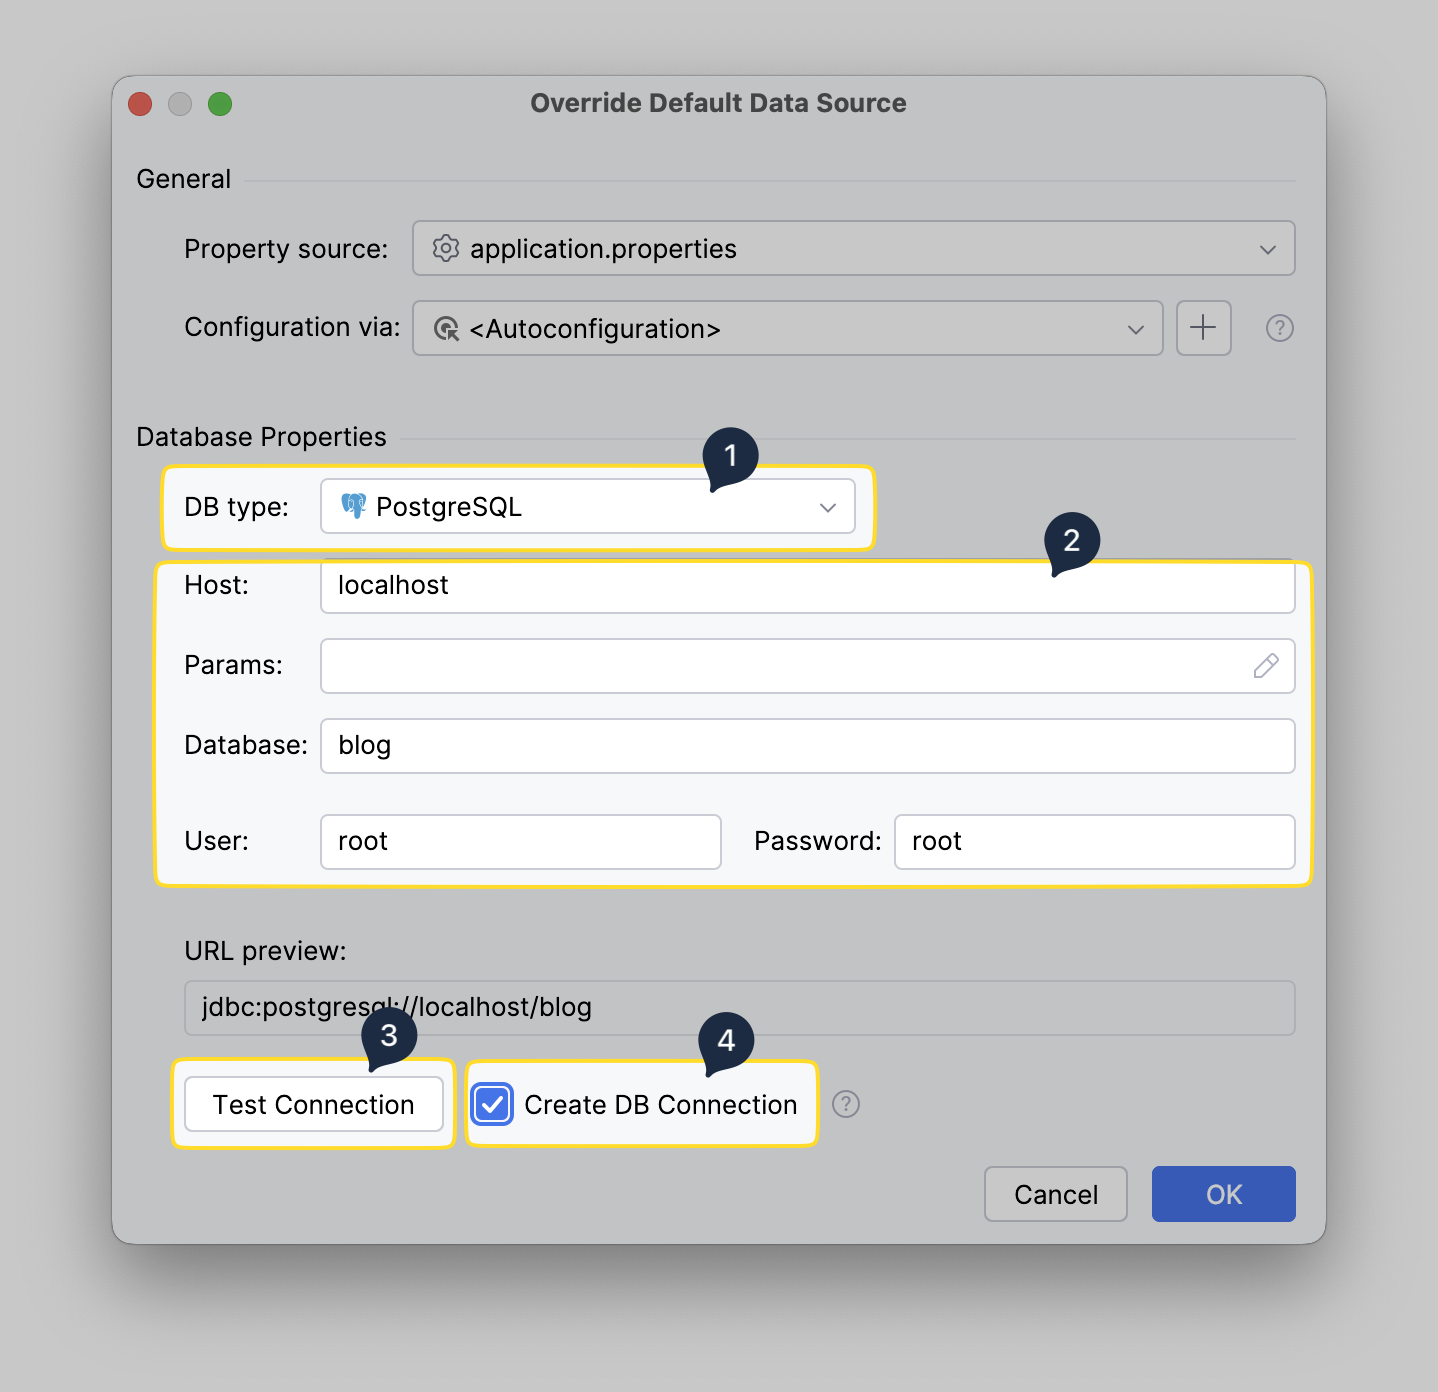 Override Default Data Source
General
Property source: application.properties
Configuration via: <Autoconfiguration> ?
Database Properties
1
DB type: PostgreSQL
2
Host: localhost
Params:
Database: blog
User: root Password: root
URL preview:
jdbc:postgresql://localhost/blog
3 4
Test Connection Create DB Connection ?
Cancel OK